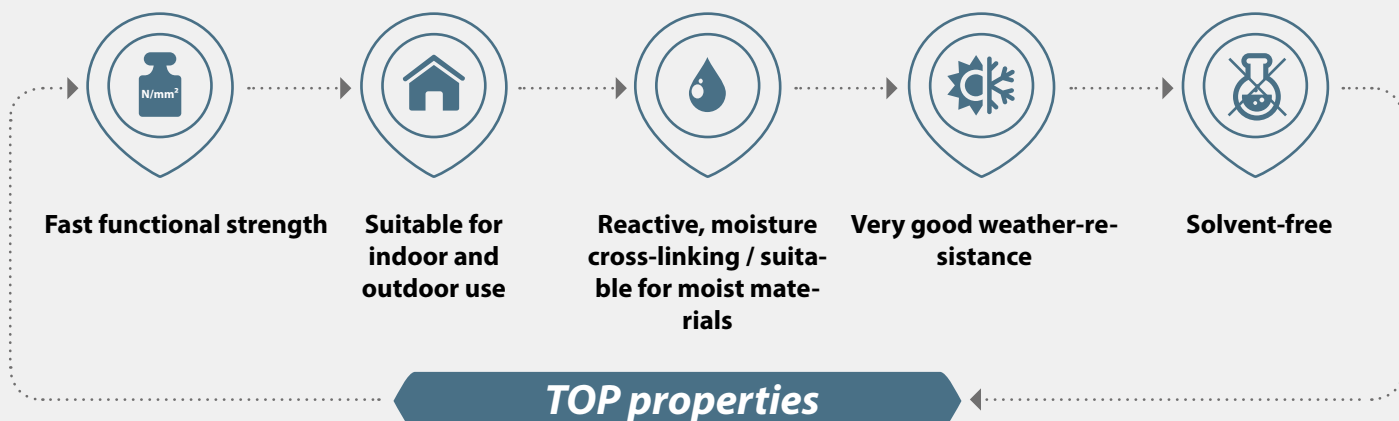 N/mm²
Fast functional strength
Suitable for
indoor and
outdoor use
Reactive, moisture
cross-linking / suita-
ble for moist mate-
rials
Very good weather-re-
sistance
Solvent-free
TOP properties